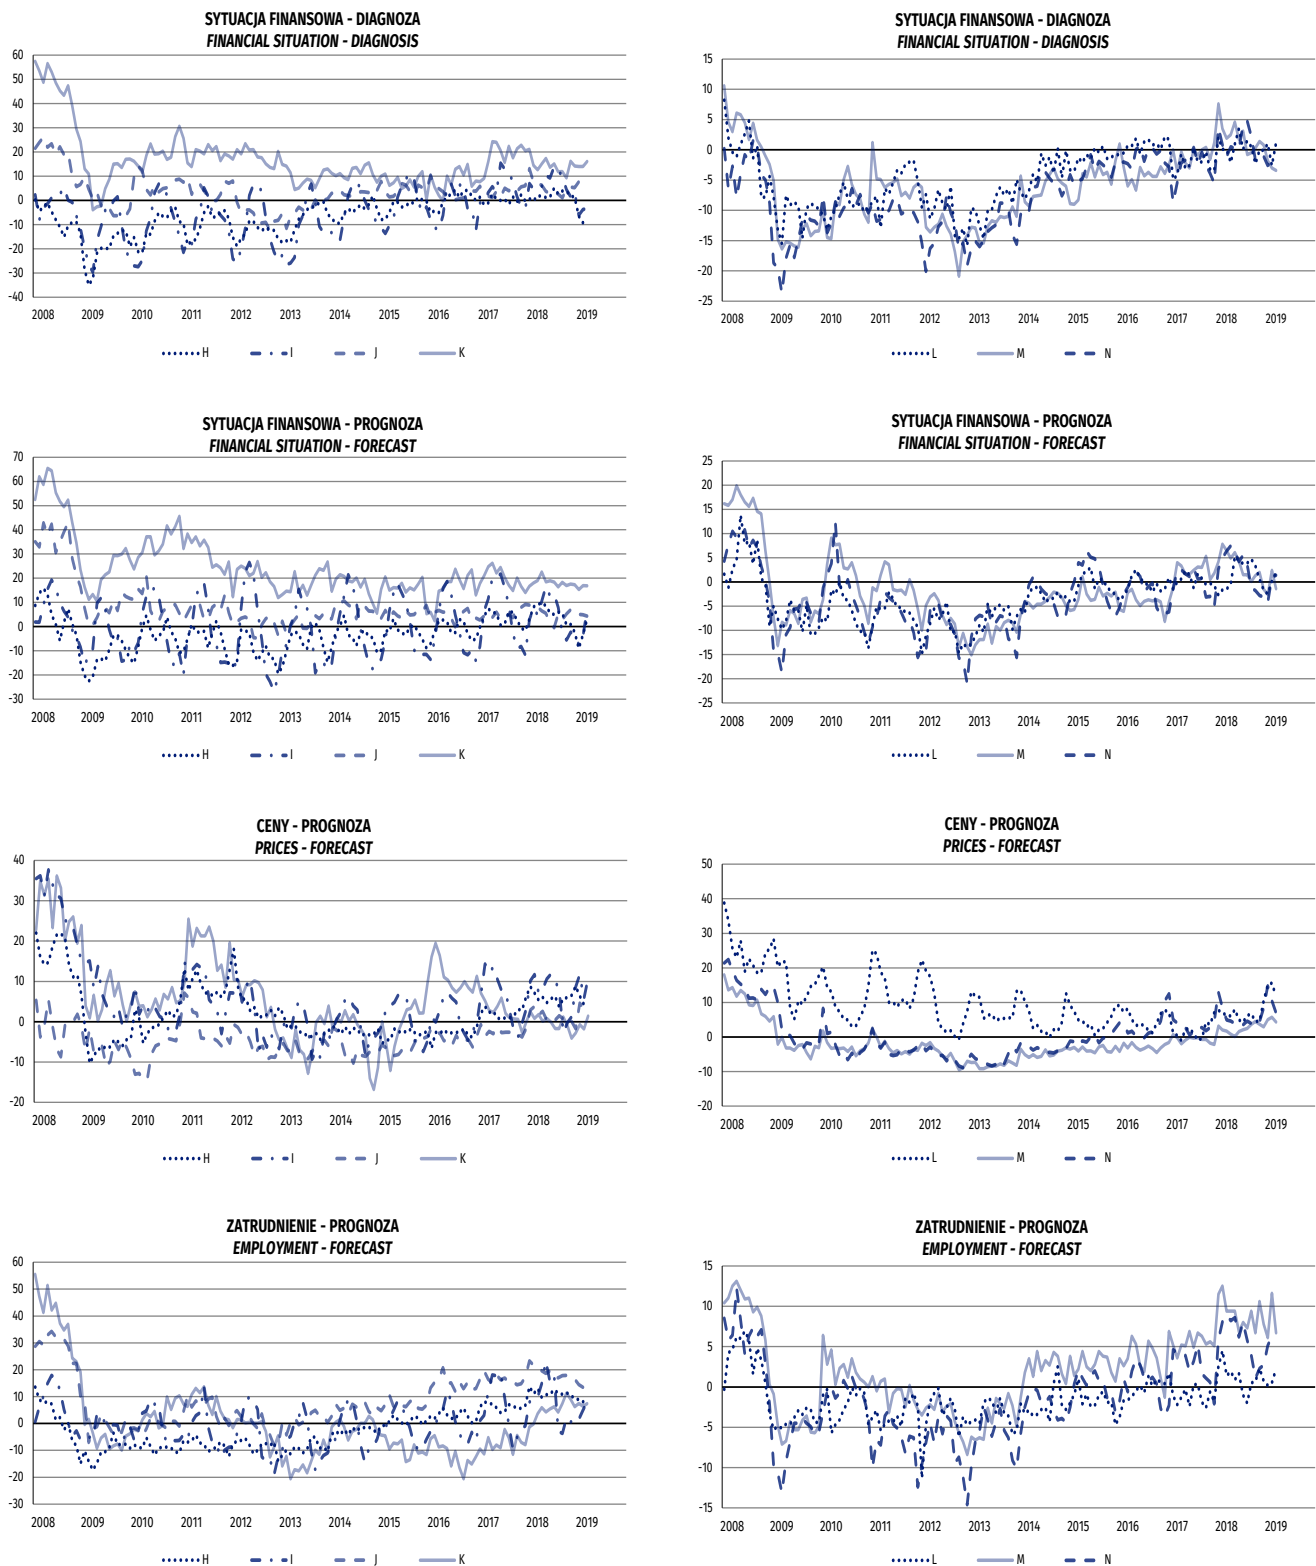 SYTUACJA FINANSOWA - DIAGNOZA
FINANCIAL SITUATION - DIAGNOSIS
60
50
40
30
20
10
0
-10
-20
-30
-40
2008 2009 2010 2011 2012 2013 2014 2015 2016 2017 2018 2019
H I J K
SYTUACJA FINANSOWA - DIAGNOZA
FINANCIAL SITUATION - DIAGNOSIS
15
10
5
0
-5
-10
-15
-20
-25
2008 2009 2010 2011 2012 2013 2014 2015 2016 2017 2018 2019
L M N
SYTUACJA FINANSOWA - PROGNOZA
FINANCIAL SITUATION - FORECAST
70
60
50
40
30
20
10
0
-10
-20
-30
2008 2009 2010 2011 2012 2013 2014 2015 2016 2017 2018 2019
H I J K
SYTUACJA FINANSOWA - PROGNOZA
FINANCIAL SITUATION - FORECAST
25
20
15
10
5
0
-5
-10
-15
-20
-25
2008 2009 2010 2011 2012 2013 2014 2015 2016 2017 2018 2019
L M N
CENY - PROGNOZA
PRICES - FORECAST
40
30
20
10
0
-10
-20
2008 2009 2010 2011 2012 2013 2014 2015 2016 2017 2018 2019
H I J K
CENY - PROGNOZA
PRICES - FORECAST
50
40
30
20
10
0
-10
-20
2008 2009 2010 2011 2012 2013 2014 2015 2016 2017 2018 2019
L M N
ZATRUDNIENIE - PROGNOZA
EMPLOYMENT - FORECAST
60
50
40
30
20
10
0
-10
-20
-30
2008 2009 2010 2011 2012 2013 2014 2015 2016 2017 2018 2019
H I J K
ZATRUDNIENIE - PROGNOZA
EMPLOYMENT - FORECAST
15
10
5
0
-5
-10
-15
2008 2009 2010 2011 2012 2013 2014 2015 2016 2017 2018 2019
L M N